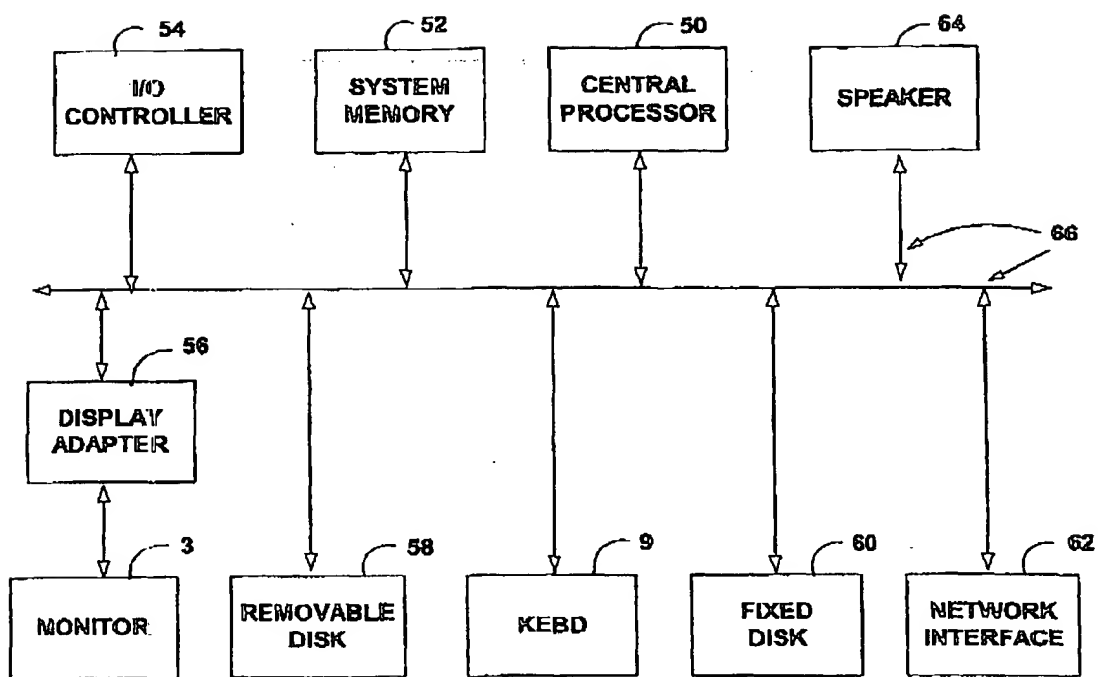 54
52
50
64
I/O
CONTROLLER
SYSTEM
MEMORY
CENTRAL
PROCESSOR
SPEAKER
66
56
DISPLAY
ADAPTER
3
58
9
60
62
MONITOR
REMOVABLE
DISK
KEBD
FIXED
DISK
NETWORK
INTERFACE